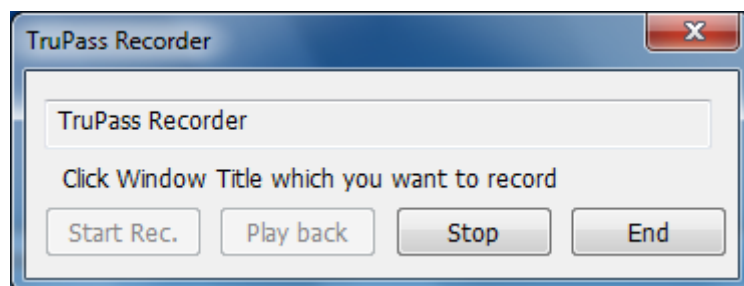 TruPass Recorder
TruPass Recorder
Click Window Title which you want to record
Start Rec. Play back Stop End